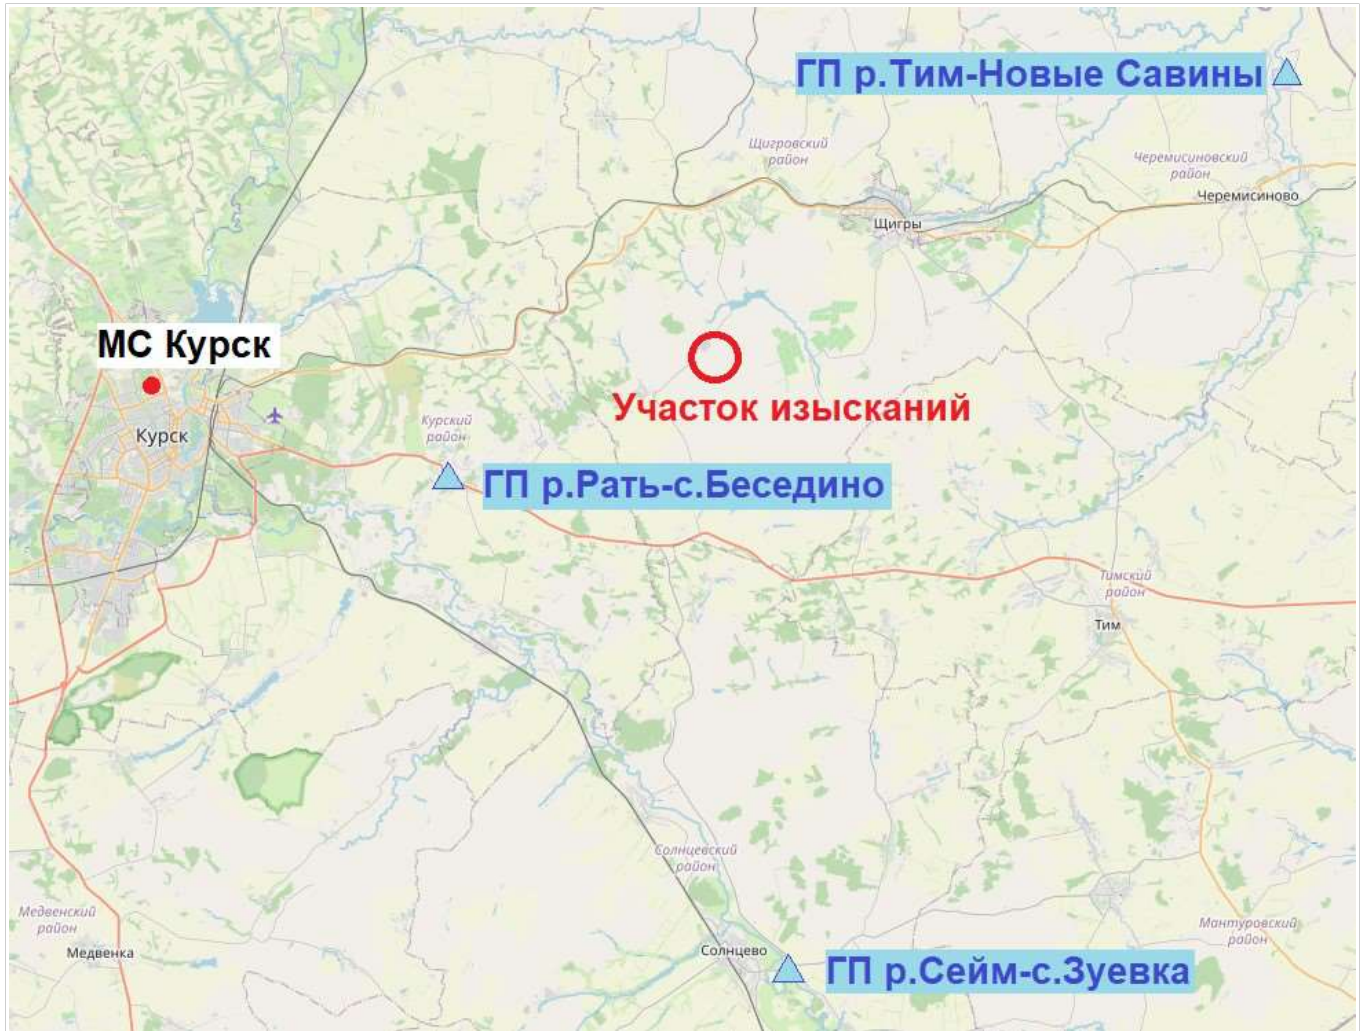 ГП р.Тим-Новые Савины
Щигровский
район
Черемисиновский
район
Черемисиново
Щигры
МС Курск
Участок изысканий
Курский
район
Курск
ГП р.Рать-с.Беседино
Тимский
район
Тим
Солнцевский
район
Медвенский
район
Мантуровский
район
Медвенка
Солнцево
ГП р.Сейм-с.Зуевка